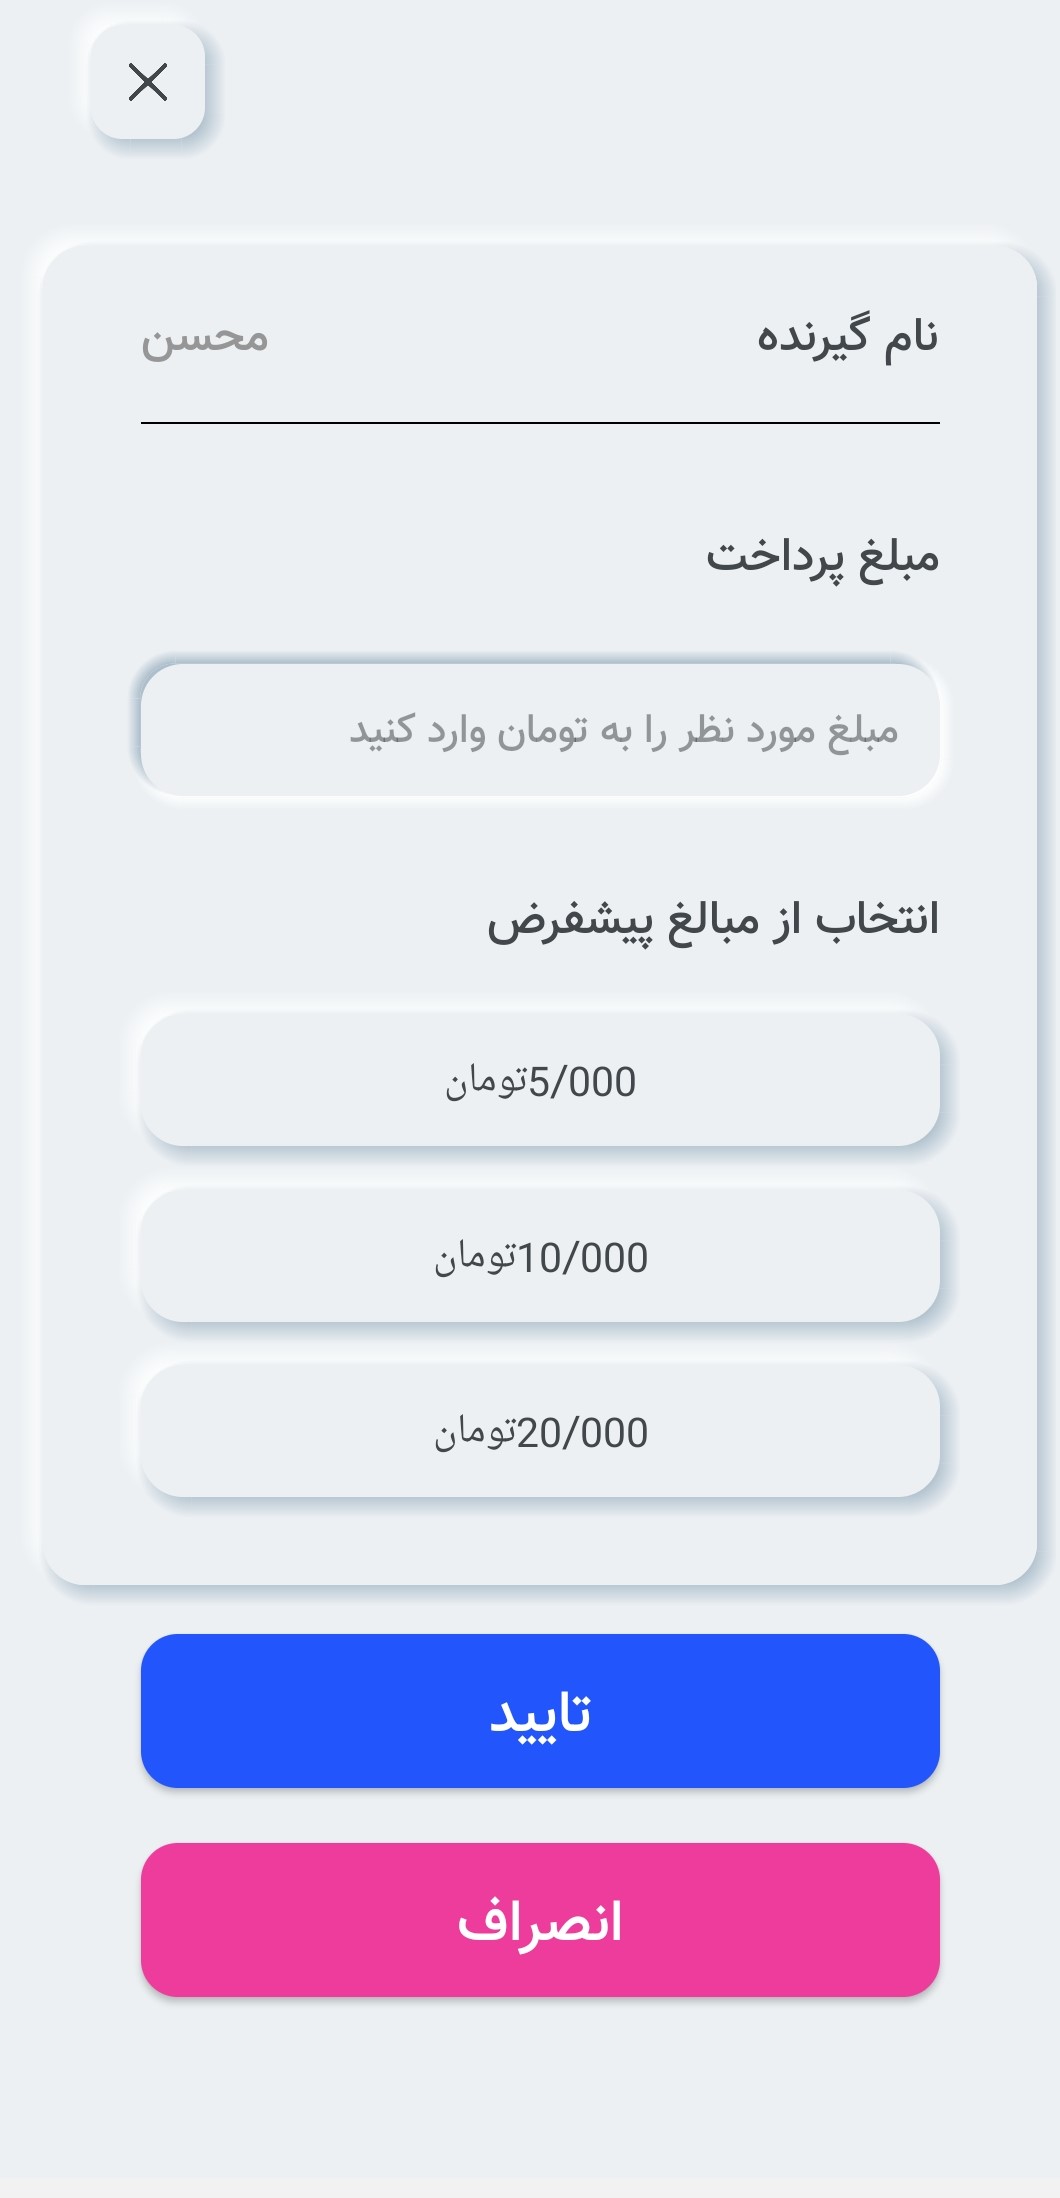 نام گیرنده محسن
مبلغ پرداخت
مبلغ مورد نظر را به تومان وارد کنید
انتخاب از مبالغ پیشفرض
5/000تومان
10/000تومان
20/000تومان
تایید
انصراف